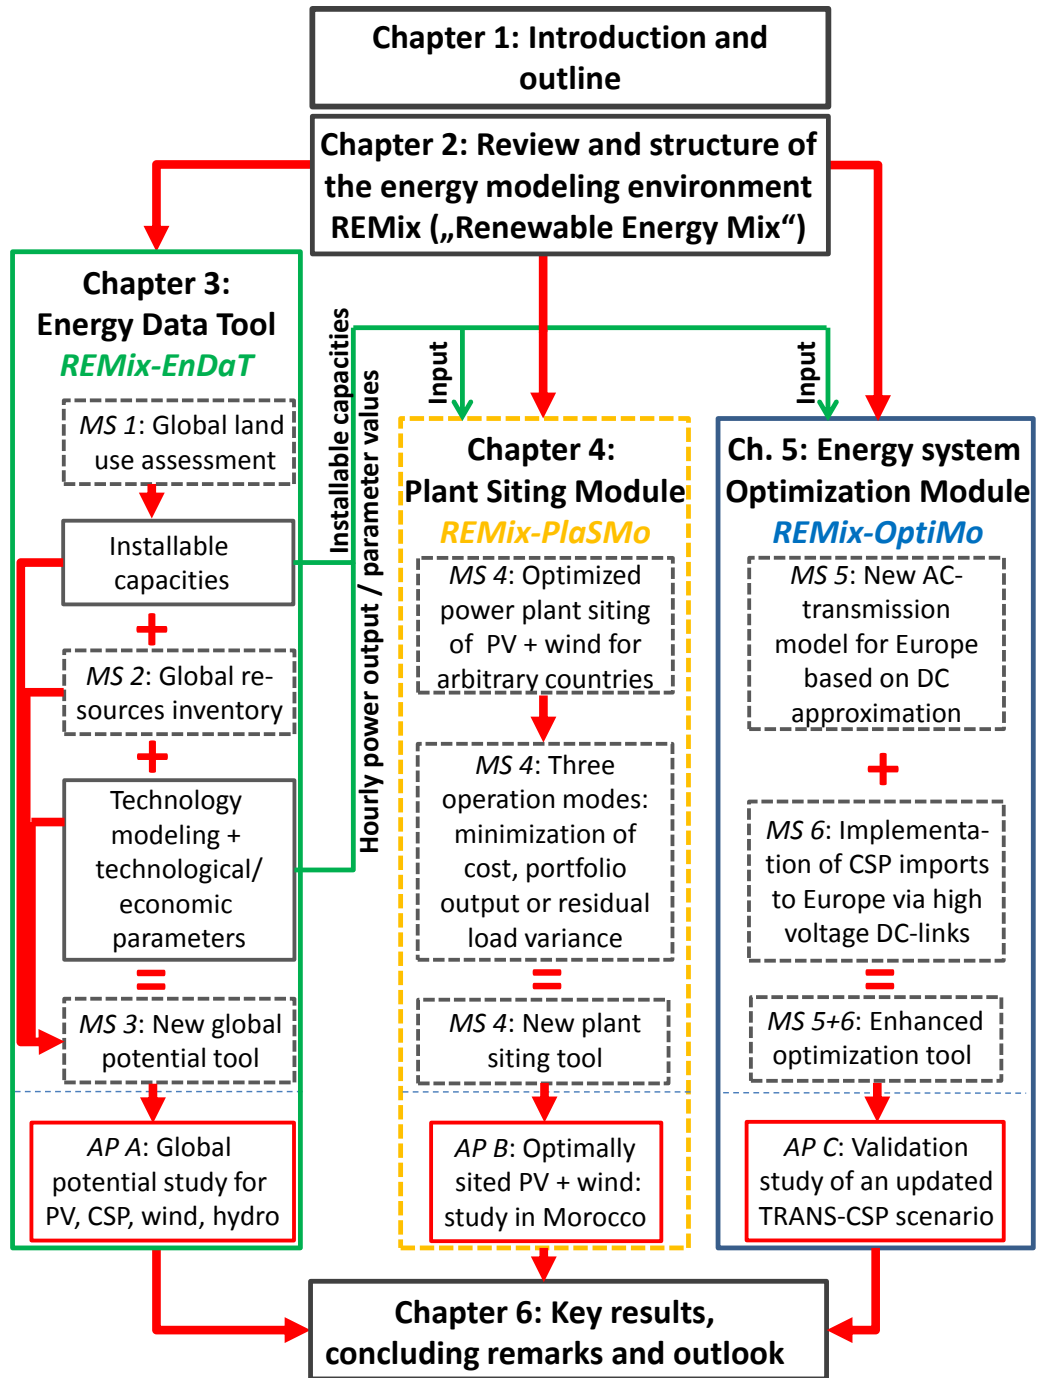 Chapter 1: Introduction and
outline
Chapter 2: Review and structure of
the energy modeling environment
REMix („Renewable Energy Mix“)
Chapter 3:
Energy Data Tool
REMix-EnDaT
MS 1: Global land
use assessment
Installable
capacities
+
MS 2: Global re-
sources inventory
+
Technology
modeling +
technological/
economic
parameters
=
MS 3: New global
potential tool
AP A: Global
potential study for
PV, CSP, wind, hydro
Installable capacities
Hourly power output / parameter values
Input
Input
Chapter 4:
Plant Siting Module
REMix-PlaSMo
MS 4: Optimized
power plant siting
of PV + wind for
arbitrary countries
MS 4: Three
operation modes:
minimization of
cost, portfolio
output or residual
load variance
=
MS 4: New plant
siting tool
AP B: Optimally
sited PV + wind:
study in Morocco
Ch. 5: Energy system
Optimization Module
REMix-OptiMo
MS 5: New AC-
transmission
model for Europe
based on DC
approximation
+
MS 6: Implementa-
tion of CSP imports
to Europe via high
voltage DC-links
=
MS 5+6: Enhanced
optimization tool
AP C: Validation
study of an updated
TRANS-CSP scenario
Chapter 6: Key results,
concluding remarks and outlook